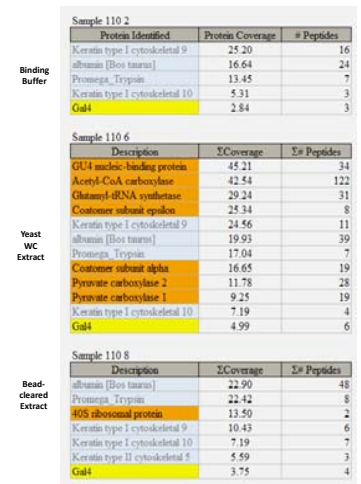 Sample 110 2
Protein Identified Protein Coverage # Peptides
Keratin type I cytoskeletal 9 25.20 16
albumin [Bos taurus] 16.64 24
Promega_Trypsin 13.45 7
Keratin type I cytoskeletal 10 5.31 3
Gal4 2.84 3
Binding
Buffer
Sample 110 6
Description ΣCoverage Σ# Peptides
GU4 nucleic-binding protein 45.21 34
Acetyl-CoA carboxylase 42.54 122
Glutamyl-tRNA synthetase 29.24 31
Coatomer subunit epsilon 25.34 8
Keratin type I cytoskeletal 9 24.56 11
albumin [Bos taurus] 19.93 39
Promega_Trypsin 17.04 7
Coatomer subunit alpha 16.65 19
Pyruvate carboxylase 2 11.78 28
Pyruvate carboxylase 1 9.25 19
Keratin type I cytoskeletal 10 7.19 4
Gal4 4.99 6
Yeast
WC
Extract
Sample 110 8
Description ΣCoverage Σ# Peptides
albumin [Bos taurus] 22.90 48
Promega_Trypsin 22.42 8
40S ribosomal protein 13.50 2
Keratin type I cytoskeletal 9 10.43 6
Keratin type I cytoskeletal 10 7.19 7
Keratin type II cytoskeletal 5 5.59 3
Gal4 3.75 4
Bead-
cleared
Extract